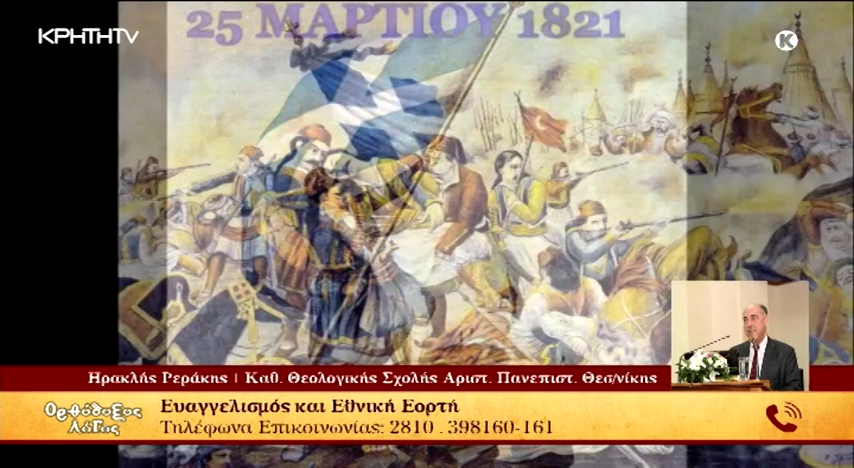 25 ΜΑΡΤΙΟΥ 1821
ΚΡΗΤΗTV
K
Ηρακλής Ρεράκης | Καθ. Θεολογικής Σχολής Αριστ. Πανεπιστ. Θεσ/νίκης
Ορθόδοξος
Λόγος
Ευαγγελισμός και Εθνική Εορτή
Τηλέφωνα Επικοινωνίας: 2810 . 398160-161